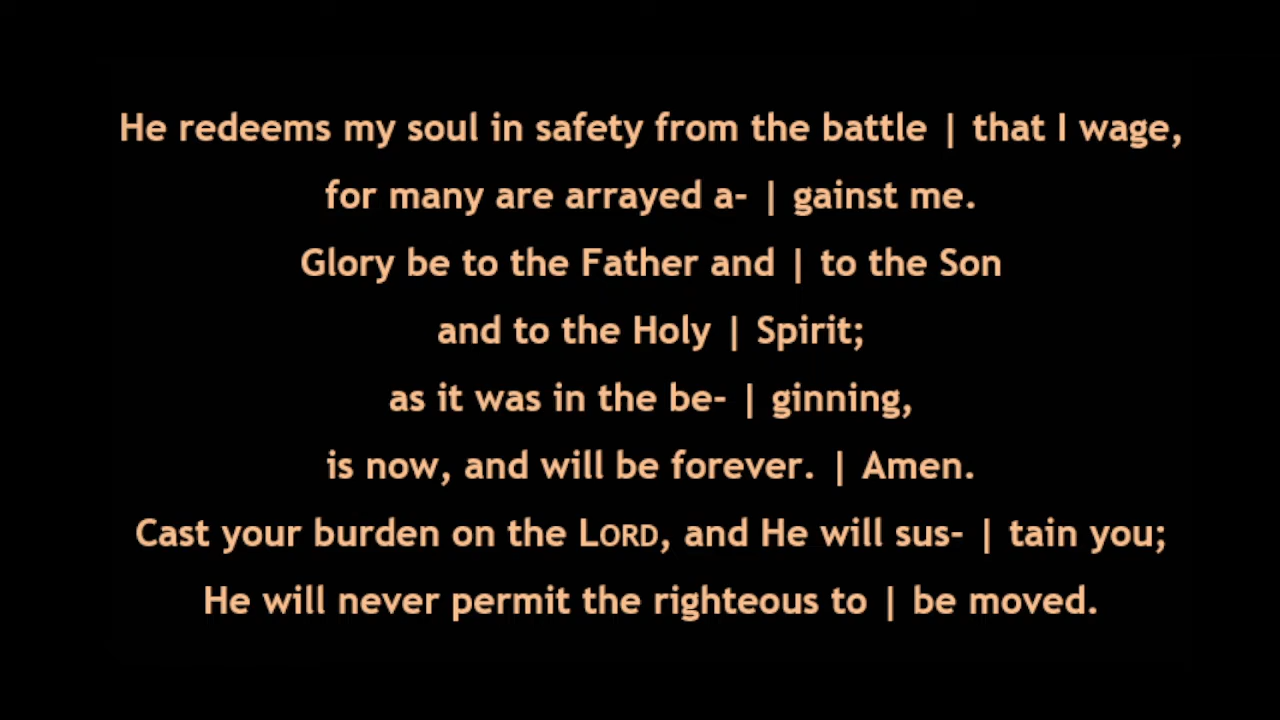 He redeems my soul in safety from the battle | that I wage,
for many are arrayed a- | gainst me.
Glory be to the Father and | to the Son
and to the Holy | Spirit;
as it was in the be- | ginning,
is now, and will be forever. | Amen.
Cast your burden on the LORD, and He will sus- | tain you;
He will never permit the righteous to | be moved.